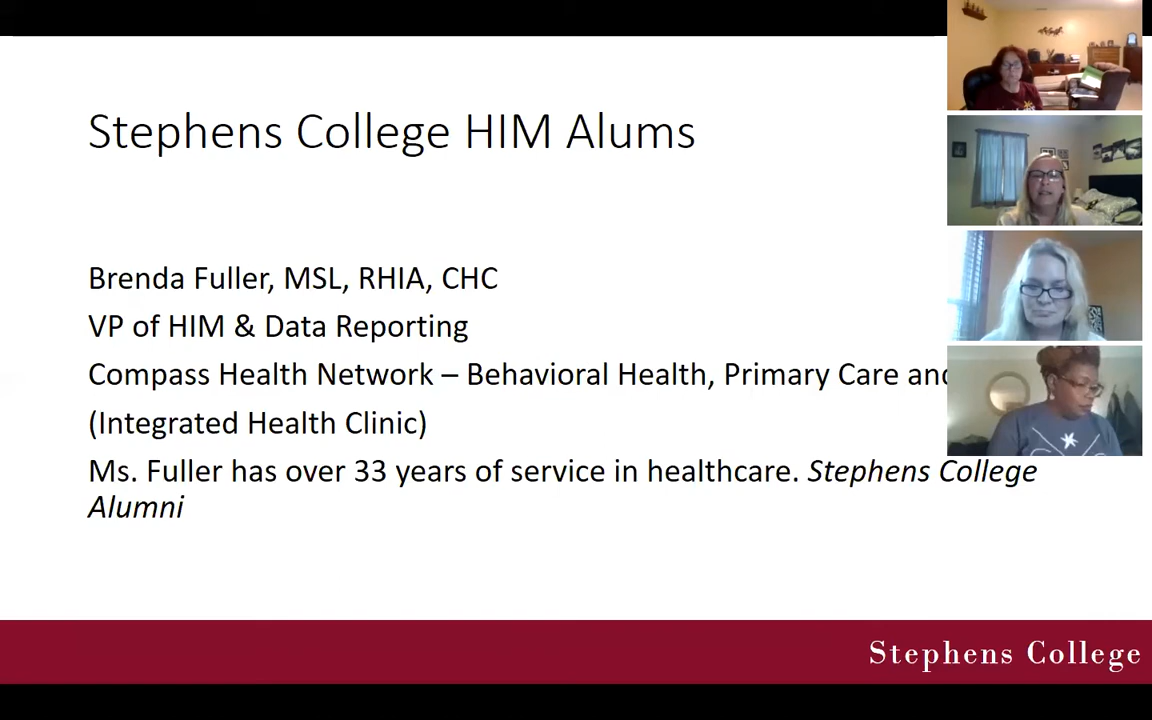 Stephens College HIM Alums
Brenda Fuller, MSL, RHIA, CHC
VP of HIM & Data Reporting
Compass Health Network – Behavioral Health, Primary Care and
(Integrated Health Clinic)
Ms. Fuller has over 33 years of service in healthcare. Stephens College
Alumni
Stephens College